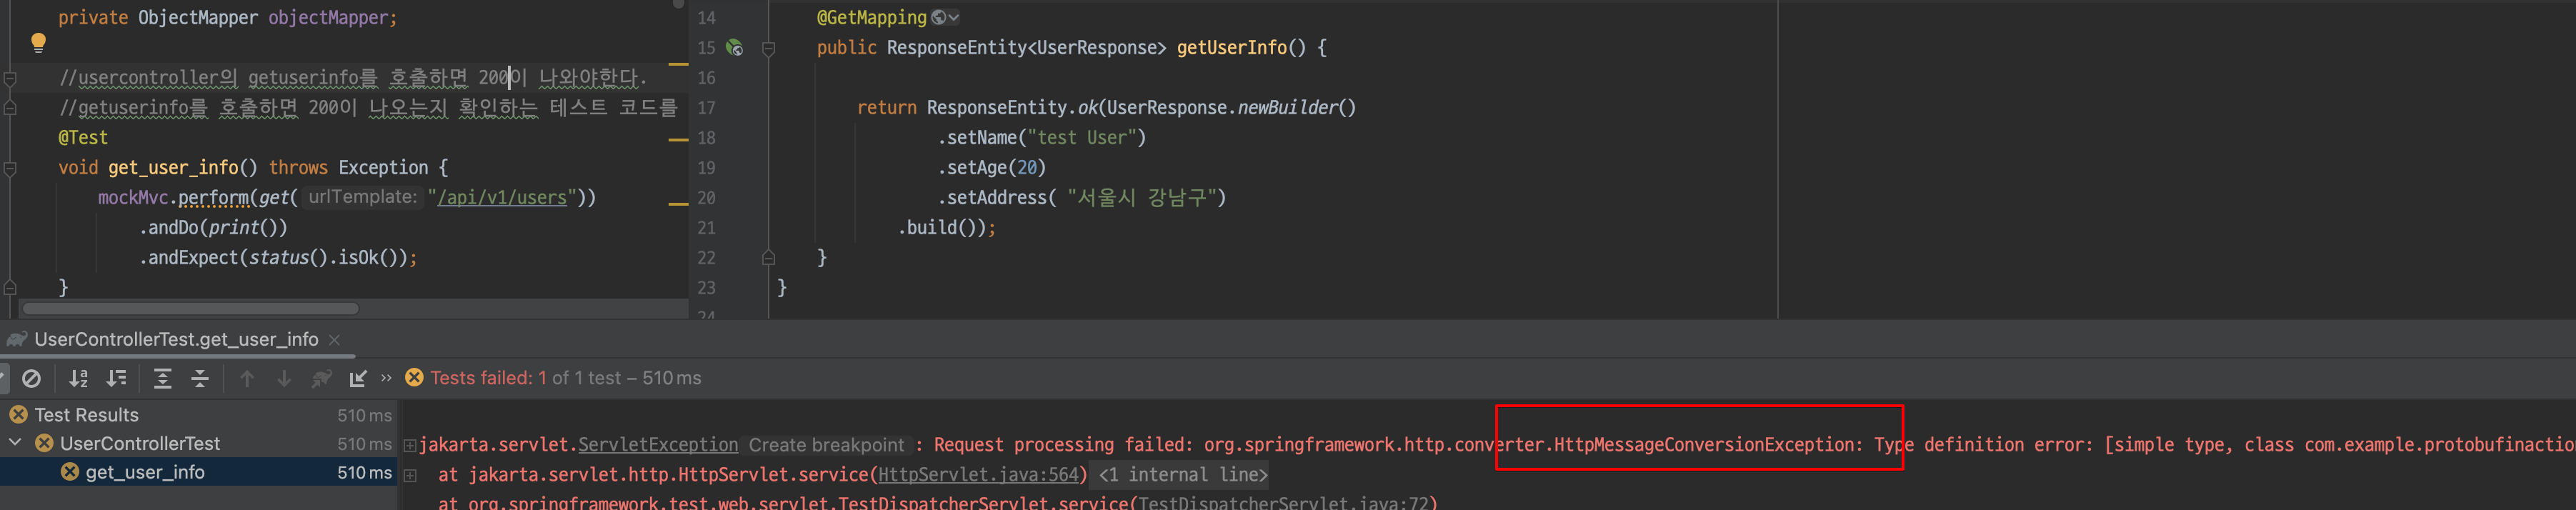 private ObjectMapper objectMapper;
//usercontroller의 getuserinfo를 호출하면 200이 나와야한다.
//getuserinfo를 호출하면 200이 나오는지 확인하는 테스트 코드를
@Test
void get_user_info() throws Exception {
mockMvc.perform(get( urlTemplate: "/api/v1/users"))
.andDo(print())
.andExpect(status().isOk());
}
14 @GetMapping
15 public ResponseEntity<UserResponse> getUserInfo() {
16
17 return ResponseEntity.ok(UserResponse.newBuilder()
18 .setName("test User")
19 .setAge(20)
20 .setAddress( "서울시 강남구")
21 .build());
22 }
23 }
24
UserControllerTest.get_user_info
Tests failed: 1 of 1 test – 510 ms
Test Results 510 ms
UserControllerTest 510 ms
get_user_info 510 ms
jakarta.servlet.ServletException Create breakpoint : Request processing failed: org.springframework.http.converter.HttpMessageConversionException: Type definition error: [simple type, class com.example.protobufinactio
at jakarta.servlet.http.HttpServlet.service(HttpServlet.java:564) <1 internal line>
at org.springframework.test.web.servlet.TestDispatcherServlet.service(TestDispatcherServlet.java:72)